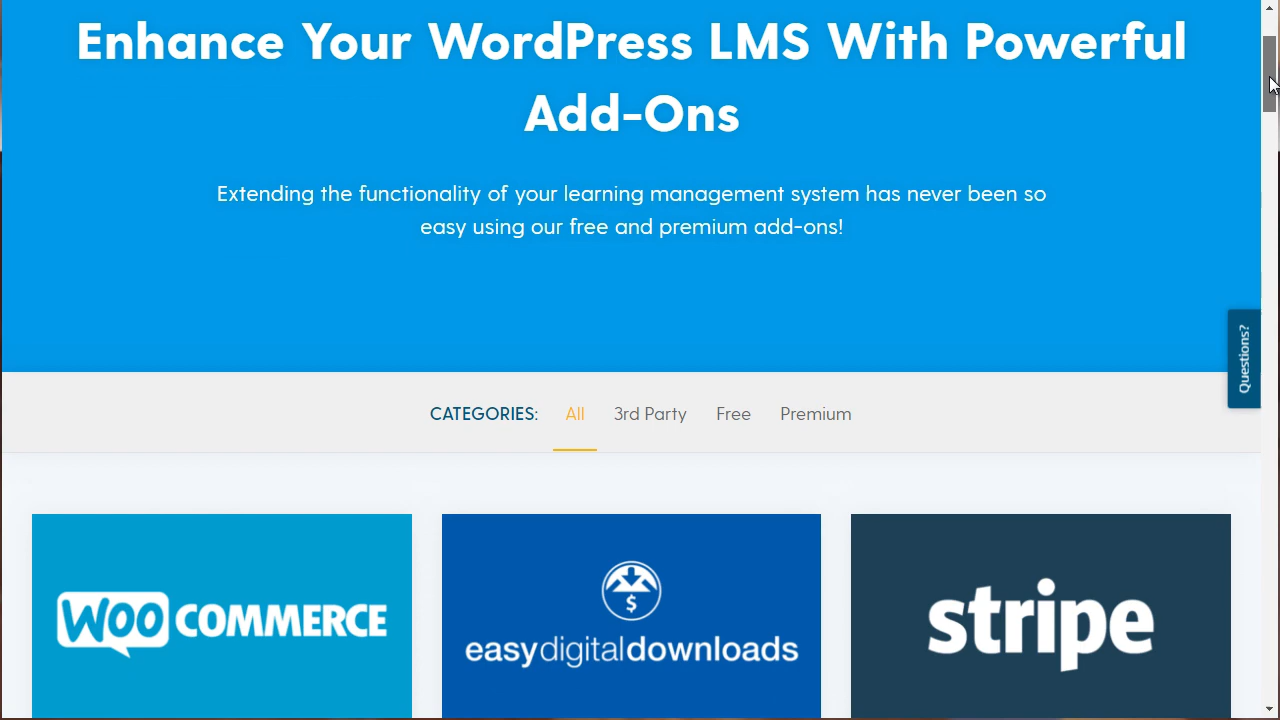 Enhance Your WordPress LMS With Powerful
Add-Ons
Extending the functionality of your learning management system has never been so
easy using our free and premium add-ons!
Questions?
CATEGORIES: All 3rd Party Free Premium
WOO COMMERCE
easydigitaldownloads
stripe